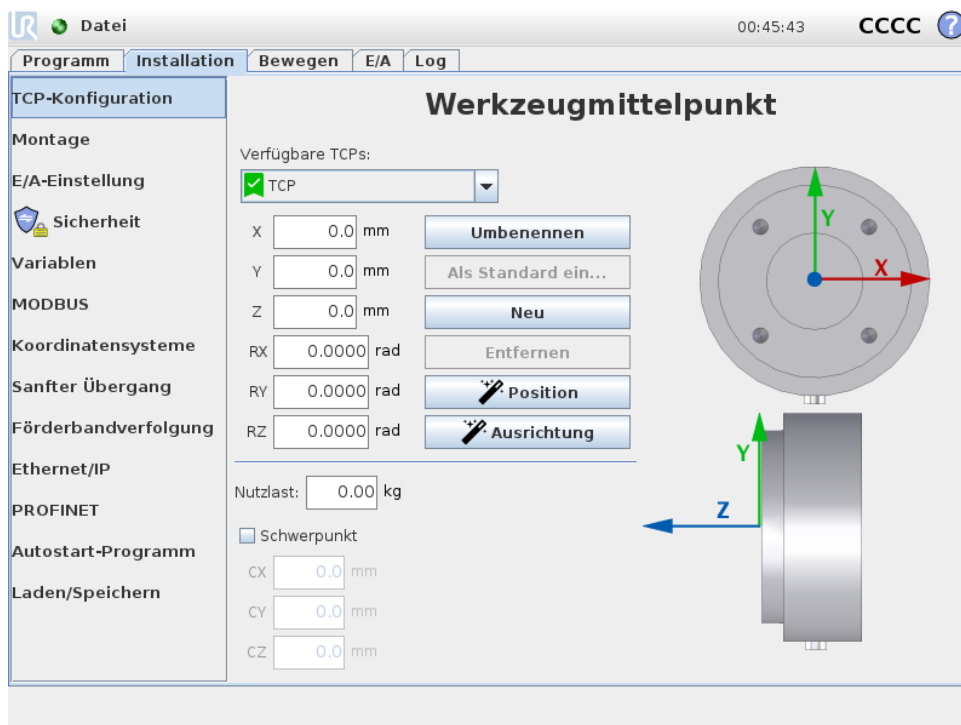 UR Datei 00:45:43 CCCC ?
Programm Installation Bewegen E/A Log
TCP-Konfiguration
Montage
E/A-Einstellung
Sicherheit
Variablen
MODBUS
Koordinatensysteme
Sanfter Übergang
Förderbandverfolgung
Ethernet/IP
PROFINET
Autostart-Programm
Laden/Speichern
Werkzeugmittelpunkt
Verfügbare TCPs:
TCP
X 0.0 mm Umbenennen
Y 0.0 mm Als Standard ein...
Z 0.0 mm Neu
RX 0.0000 rad Entfernen
RY 0.0000 rad Position
RZ 0.0000 rad Ausrichtung
Nutzlast: 0.00 kg
Schwerpunkt
CX 0.0 mm
CY 0.0 mm
CZ 0.0 mm
Y
X
Y
Z